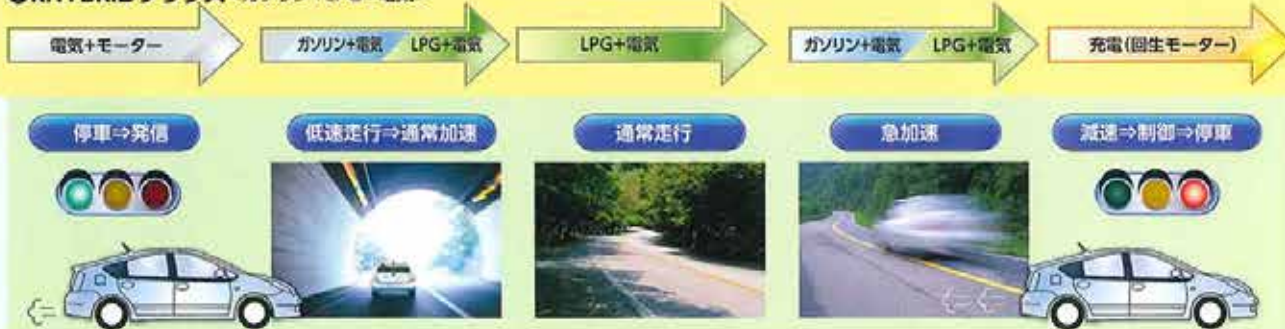 電気+モーター
ガソリン+電気 LPG+電気
LPG+電気
ガソリン+電気 LPG+電気
充電(回生モーター)
停車⇒発信
低速走行⇒通常加速
通常走行
急加速
減速⇒制御⇒停車